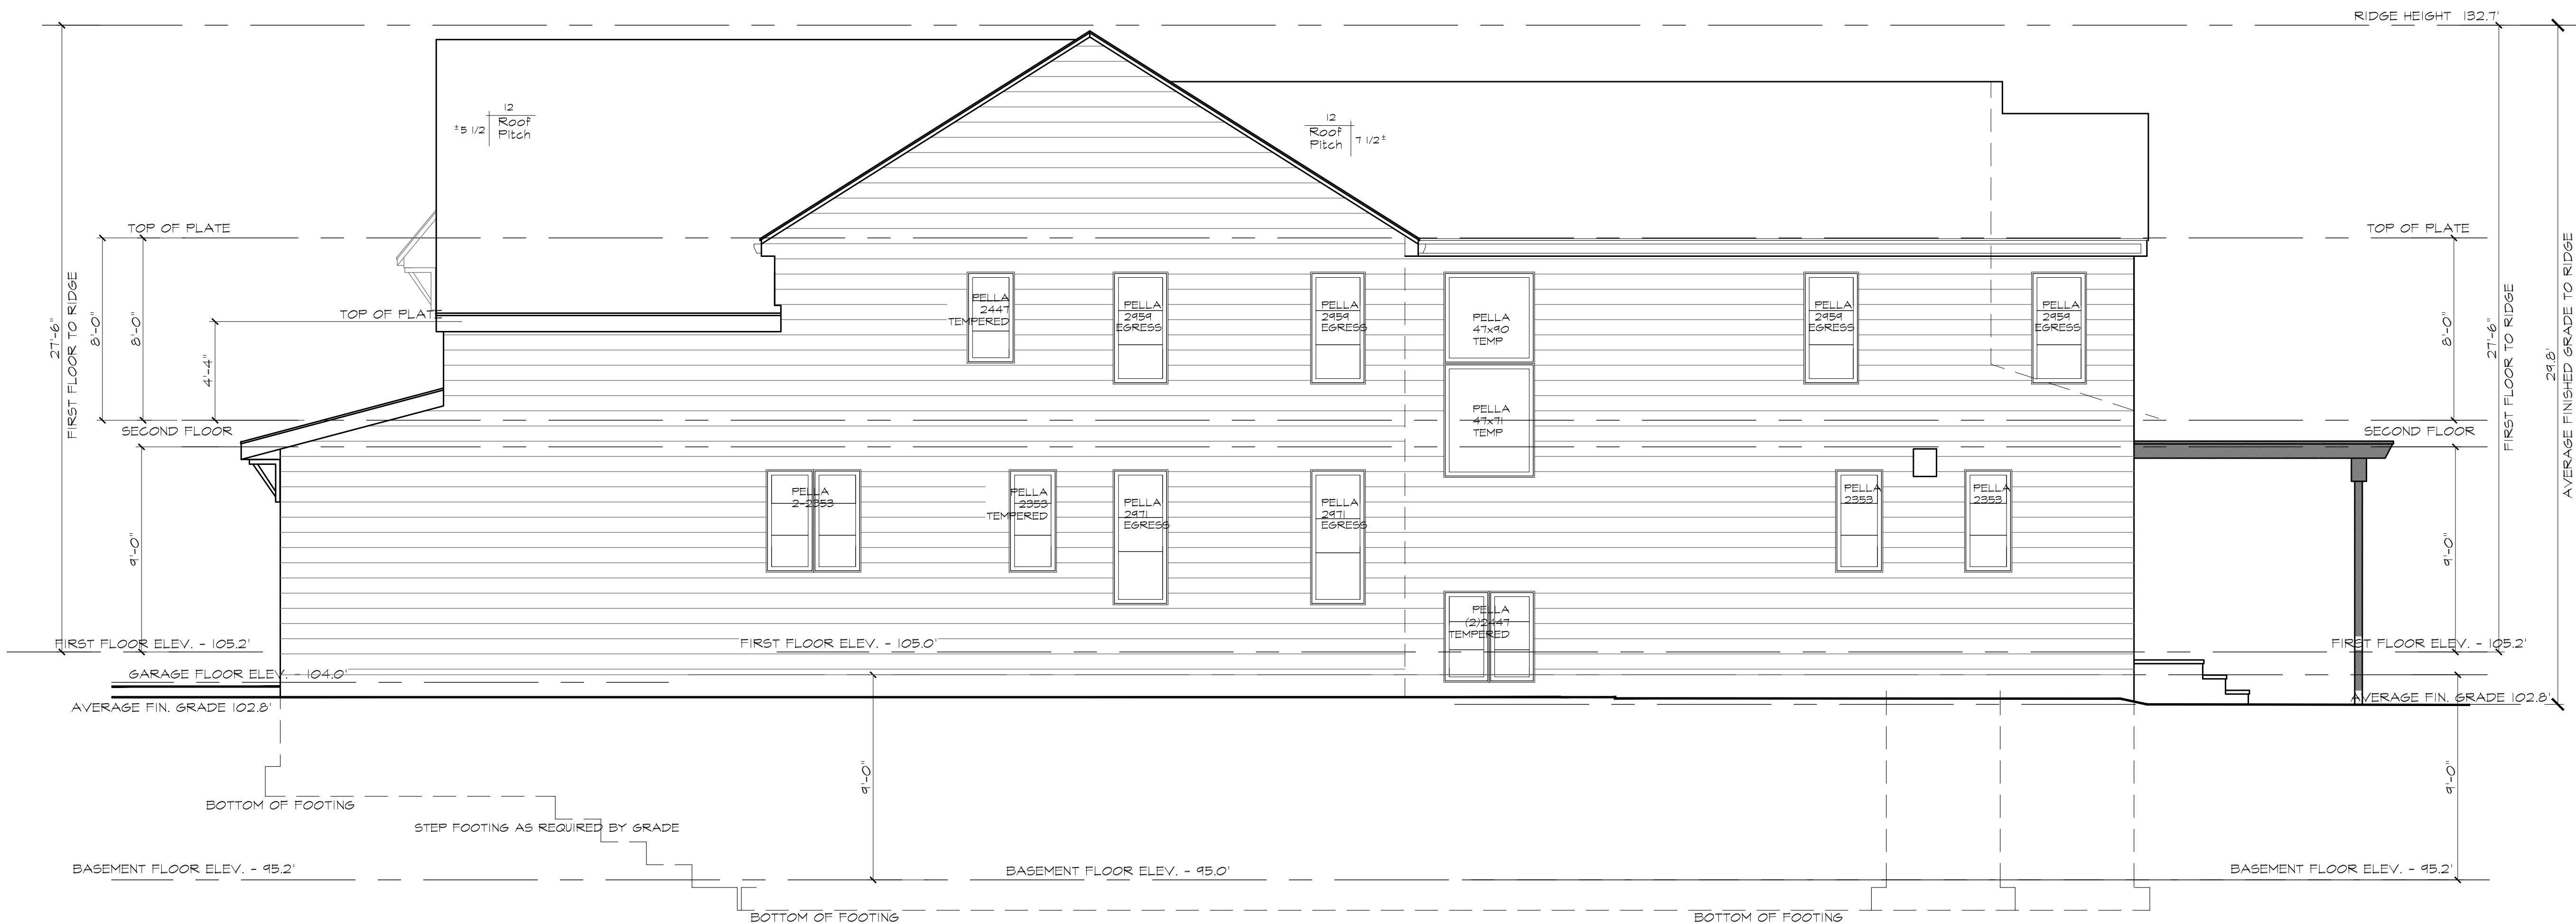 RIDGE HEIGHT 132.7'
12
±5 1/2
Roof
Pitch
12
Roof
Pitch
7 1/2±
TOP OF PLATE
TOP OF PLATE
TOP OF PLATE
27'-6"
FIRST FLOOR TO RIDGE
8'-0"
8'-0"
4'-4"
9'-0"
PELLA
2447
TEMPERED
PELLA
2959
EGRESS
PELLA
2959
EGRESS
PELLA
47x90
TEMP
PELLA
2959
EGRESS
PELLA
2959
EGRESS
8'-0"
27'-6"
FIRST FLOOR TO RIDGE
29.8'
AVERAGE FINISHED GRADE TO RIDGE
PELLA
47x71
TEMP
SECOND FLOOR
SECOND FLOOR
PELLA
2-2353
PELLA
2353
TEMPERED
PELLA
2971
EGRESS
PELLA
2971
EGRESS
PELLA
2353
PELLA
2353
9'-0"
PELLA
(2)2447
TEMPERED
FIRST FLOOR ELEV. - 105.2'
FIRST FLOOR ELEV. - 105.0'
FIRST FLOOR ELEV. - 105.2'
GARAGE FLOOR ELEV. - 104.0'
AVERAGE FIN. GRADE 102.8'
AVERAGE FIN. GRADE 102.8'
9'-0"
9'-0"
BOTTOM OF FOOTING
STEP FOOTING AS REQUIRED BY GRADE
BASEMENT FLOOR ELEV. - 95.2'
BASEMENT FLOOR ELEV. - 95.0'
BASEMENT FLOOR ELEV. - 95.2'
BOTTOM OF FOOTING
BOTTOM OF FOOTING